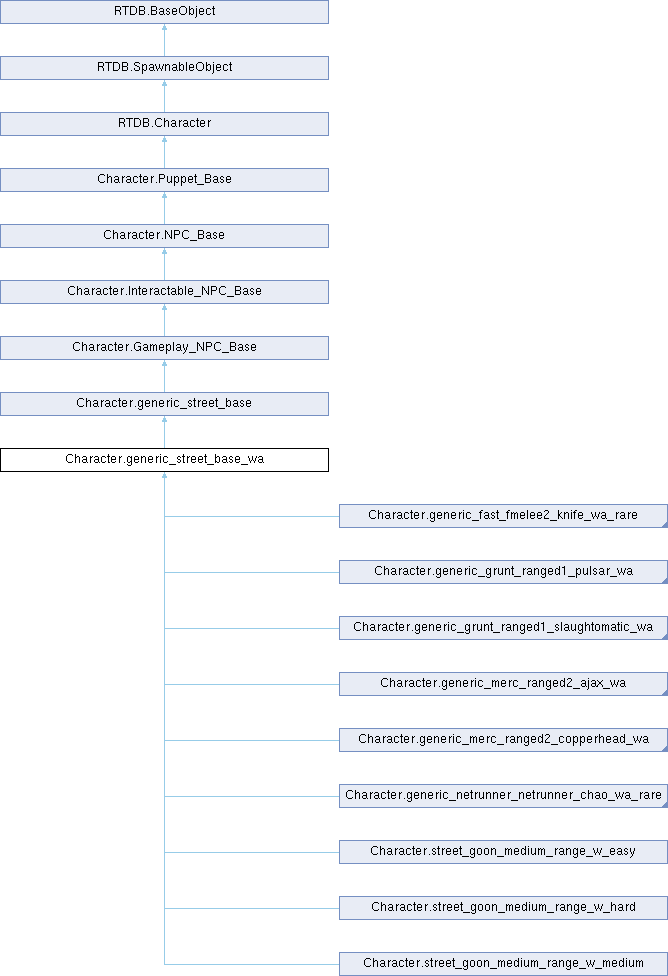 RTDB.BaseObject
RTDB.SpawnableObject
RTDB.Character
Character.Puppet_Base
Character.NPC_Base
Character.Interactable_NPC_Base
Character.Gameplay_NPC_Base
Character.generic_street_base
Character.generic_street_base_wa
Character.generic_fast_fmelee2_knife_wa_rare
Character.generic_grunt_ranged1_pulsar_wa
Character.generic_grunt_ranged1_slaughtomatic_wa
Character.generic_merc_ranged2_ajax_wa
Character.generic_merc_ranged2_copperhead_wa
Character.generic_netrunner_netrunner_chao_wa_rare
Character.street_goon_medium_range_w_easy
Character.street_goon_medium_range_w_hard
Character.street_goon_medium_range_w_medium